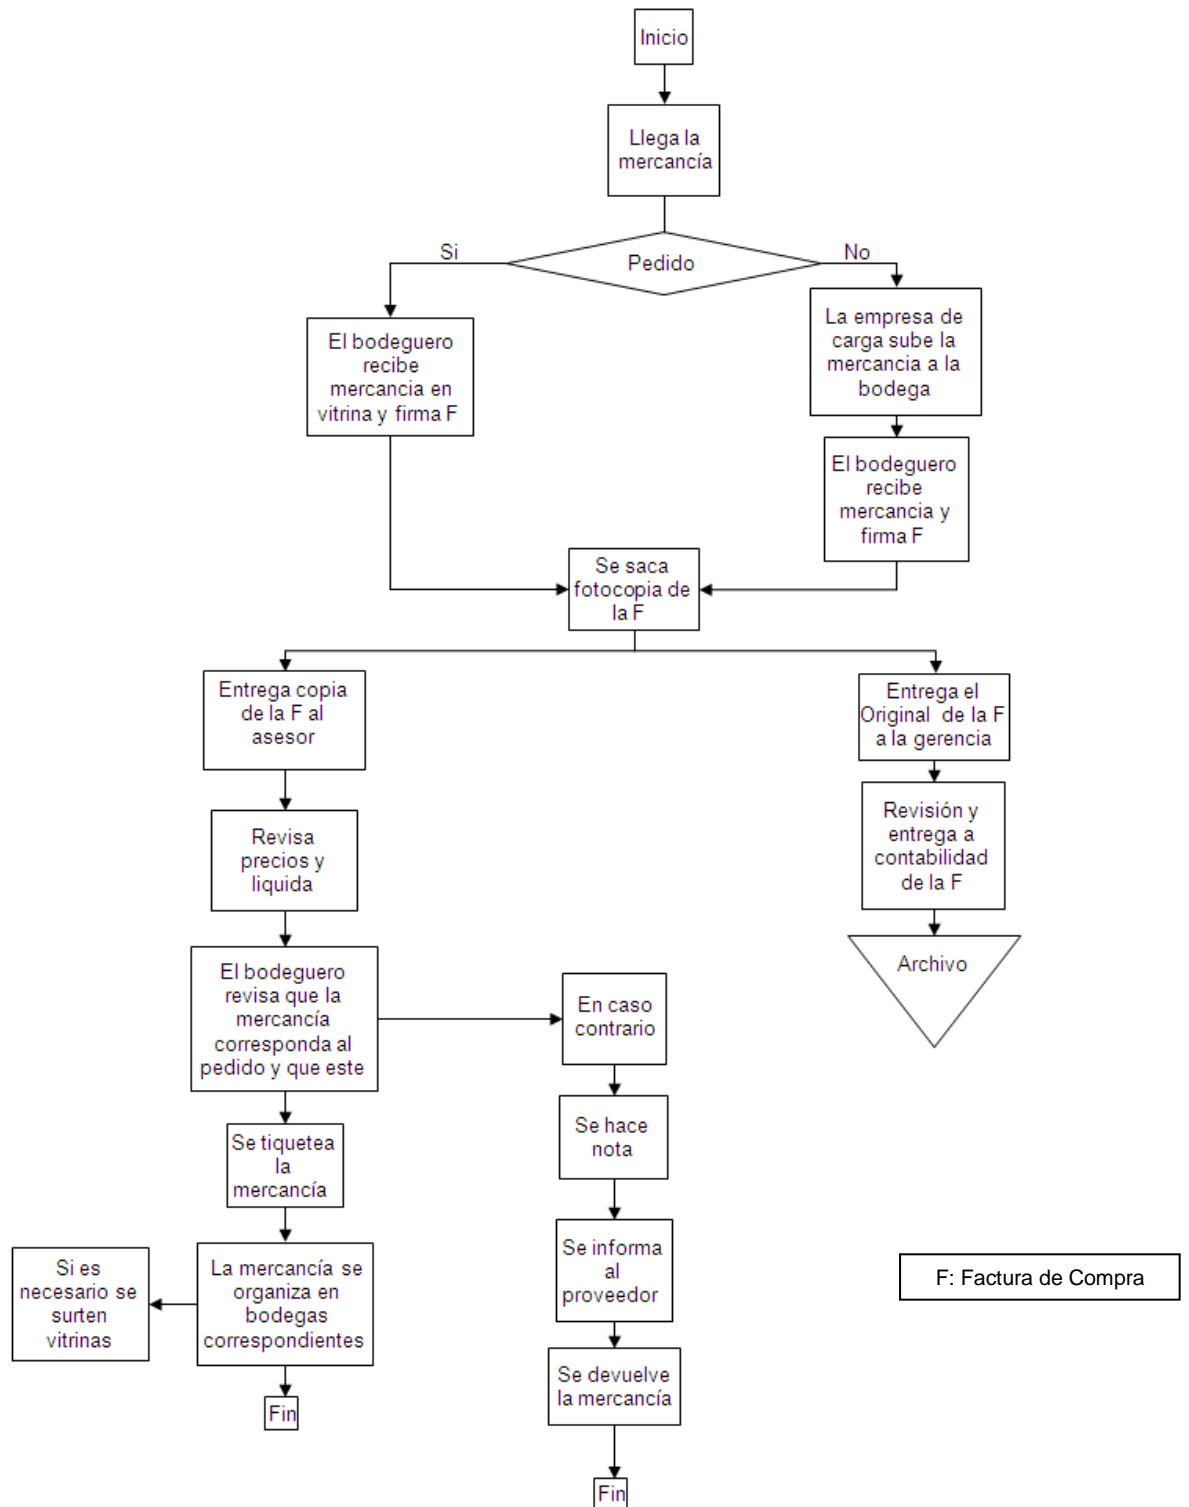 Inicio
Llega la
mercancía
Si
Pedido
No
El bodeguero
recibe
mercancia en
vitrina y firma F
La empresa de
carga sube la
mercancia a la
bodega
El bodeguero
recibe
mercancia y
firma F
Se saca
fotocopia de
la F
Entrega copia
de la F al
asesor
Entrega el
Original de la F
a la gerencia
Revisa
precios y
liquida
Revisión y
entrega a
contabilidad
de la F
Archivo
El bodeguero
revisa que la
mercancía
corresponda al
pedido y que este
En caso
contrario
Se hace
nota
Se tiquetea
la
mercancía
Se informa
al
proveedor
Si es
necesario se
surten
vitrinas
La mercancía se
organiza en
bodegas
correspondientes
F: Factura de Compra
Se devuelve
la mercancía
Fin
Fin